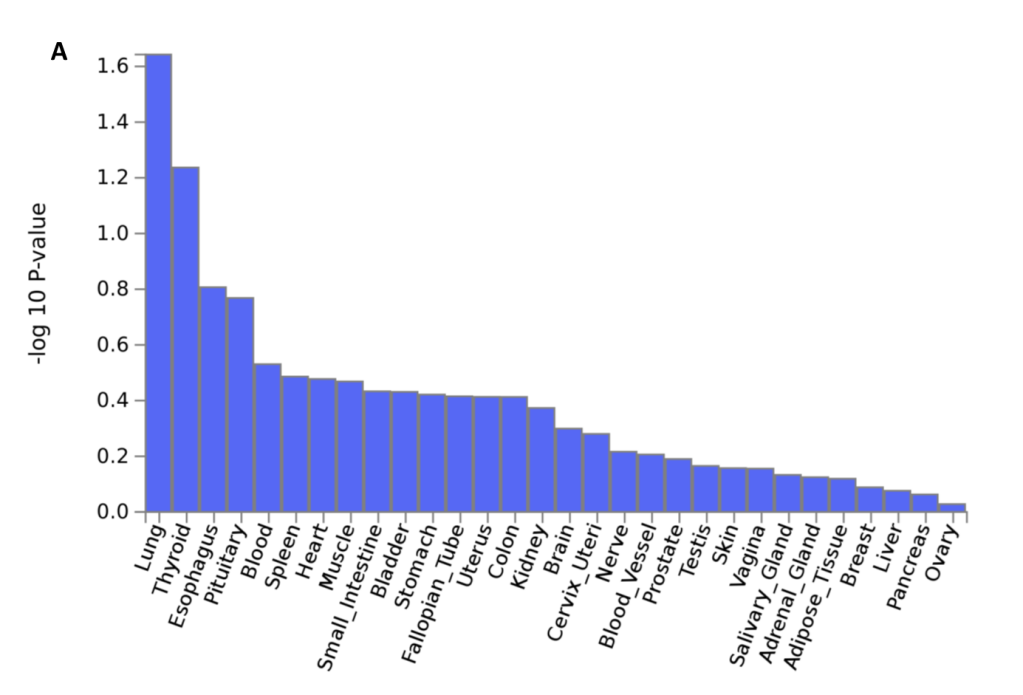 A
1.6
1.4
1.2
1.0
0.8
0.6
0.4
0.2
0.0
-log 10 P-value
Lung
Thyroid
Esophagus
Pituitary
Blood
Spleen
Heart
Muscle
Small_Intestine
Bladder
Stomach
Fallopian_Tube
Uterus
Colon
Kidney
Brain
Cervix_Uteri
Nerve
Blood_Vessel
Prostate
Testis
Skin
Vagina
Salivary_Gland
Adrenal_Gland
Adipose_Tissue
Breast
Liver
Pancreas
Ovary